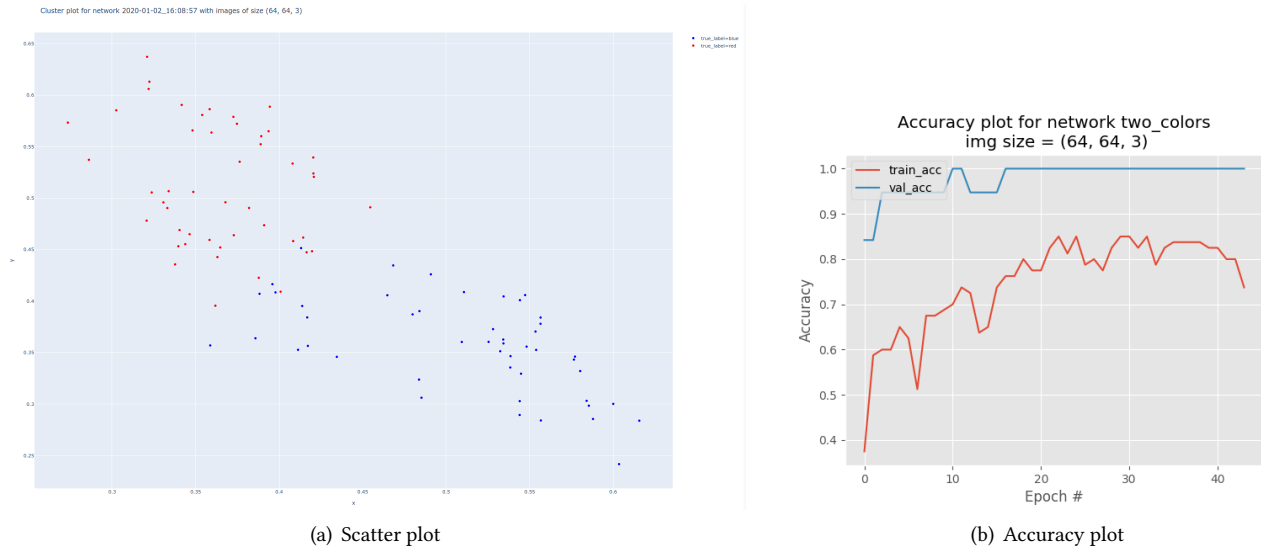 Cluster plot for network 2020-01-02_16:08:57 with images of size (64, 64, 3)
true_label=blue
true_label=red
0.65
0.6
0.55
0.5
0.45
0.4
0.35
0.3
0.25
y
0.3
0.35
0.4
0.45
0.5
0.55
0.6
x
(a) Scatter plot
Accuracy plot for network two_colors
img size = (64, 64, 3)
train_acc
val_acc
1.0
0.9
0.8
0.7
0.6
0.5
0.4
Accuracy
0
10
20
30
40
Epoch #
(b) Accuracy plot